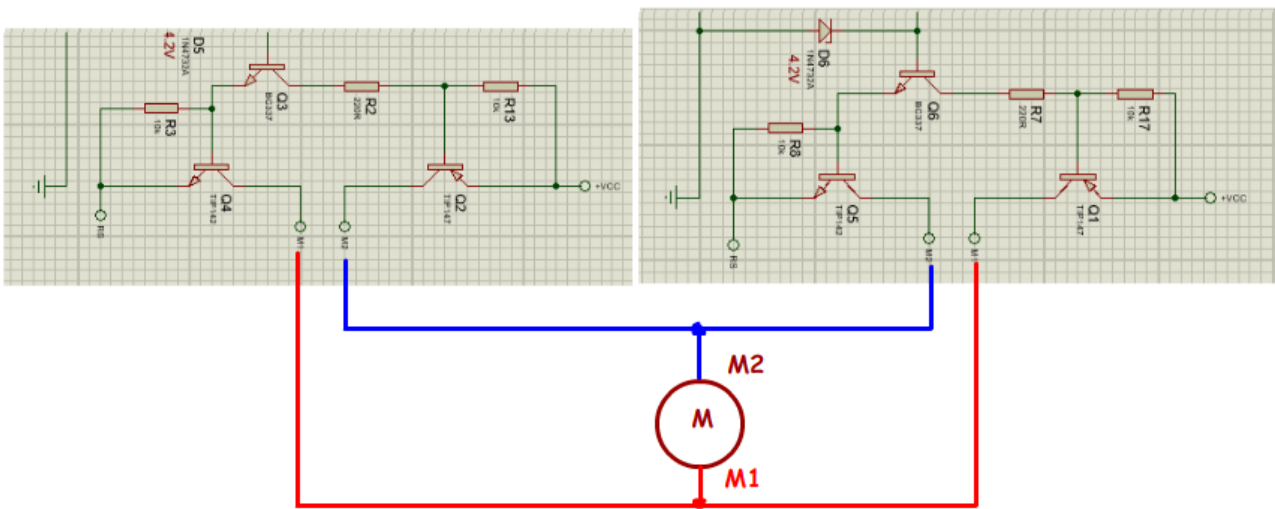 D5
1N4732A
4.2V
Q3
BC337
R2
220R
R13
10k
R3
10k
Q4
TIP142
Q2
TIP147
+VCC
RS
M1
M2
D6
1N4732A
4.2V
Q6
BC337
R7
220R
R17
10k
R8
10k
Q5
TIP142
Q1
TIP147
+VCC
RS
M2
M1
M2
M
M1